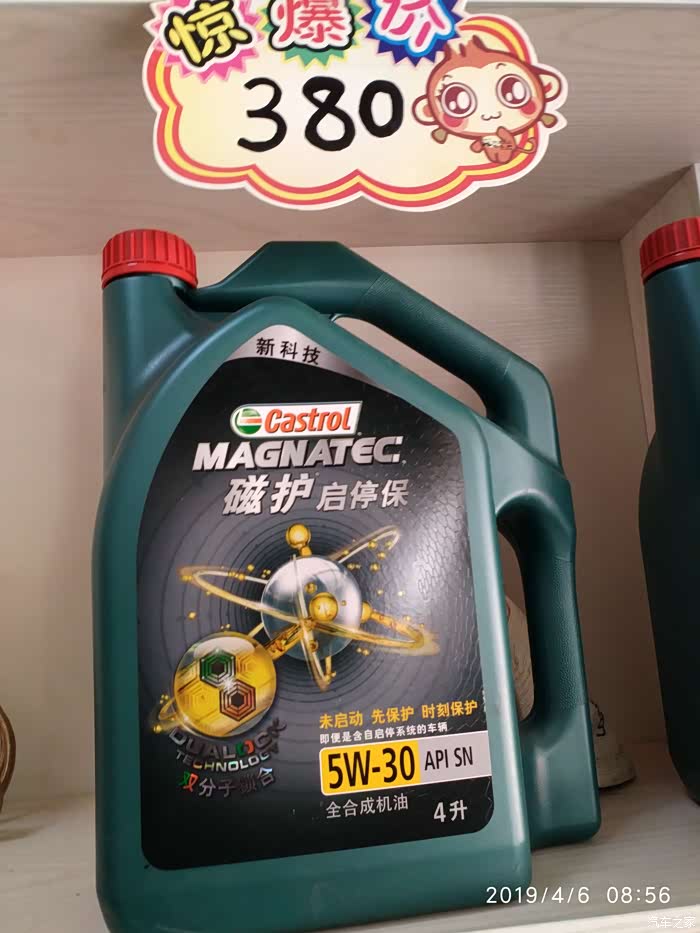 惊爆价
380
新科技
Castrol
MAGNATEC
磁护 启停保
DUALOCK
TECHNOLOGY
双分子锁合
未启动 先保护 时刻保护
即便是含自启停系统的车辆
5W-30 API SN
全合成机油 4升
2019/4/6 08:56
汽车之家